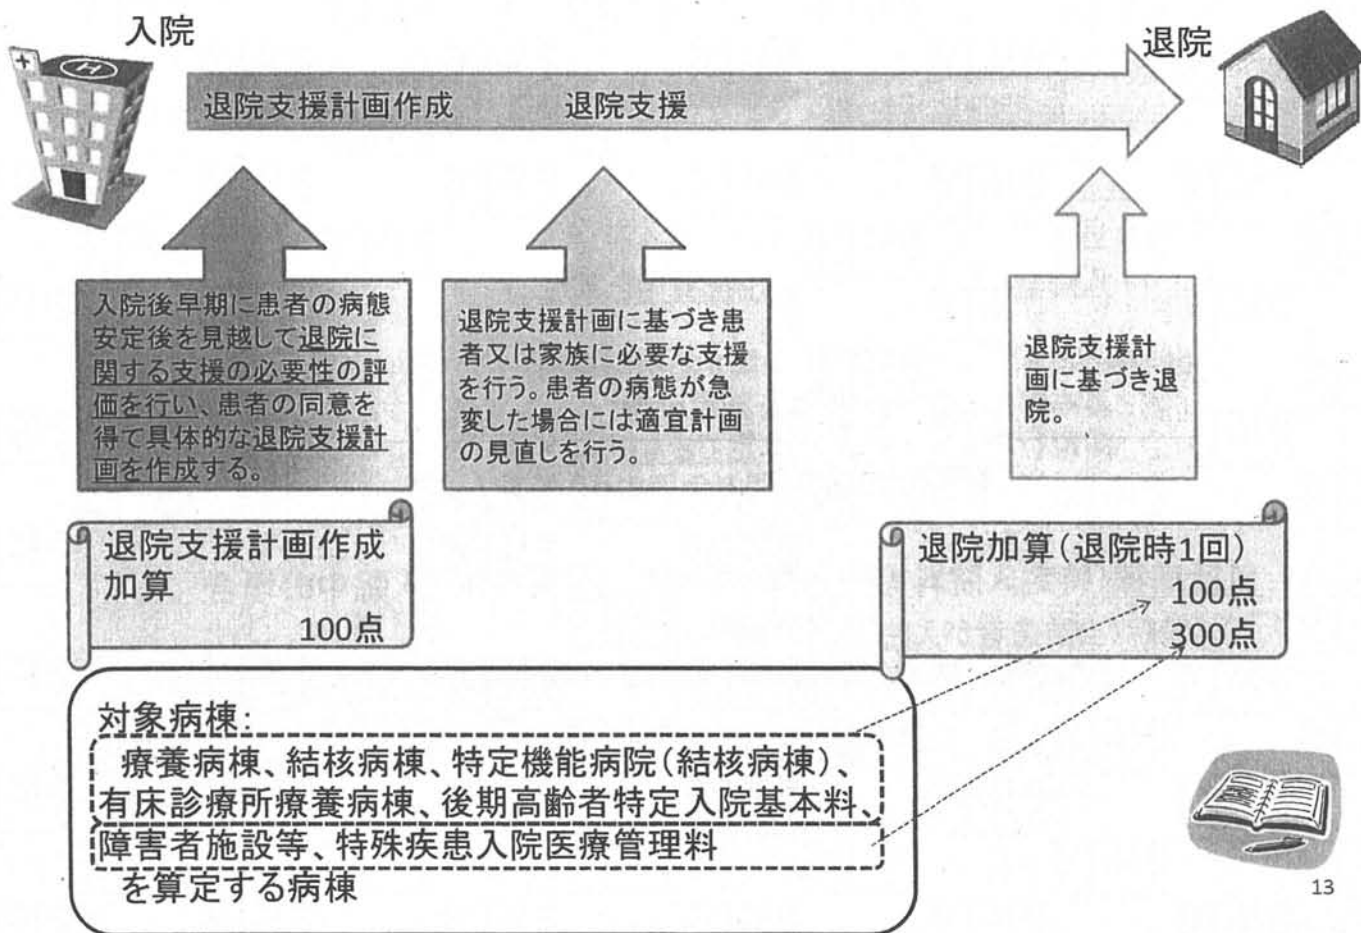 入院
退院
H
退院支援計画作成
退院支援
入院後早期に患者の病態
安定後を見越して退院に
関する支援の必要性の評
価を行い、患者の同意を
得て具体的な退院支援計
画を作成する。
退院支援計画に基づき患
者又は家族に必要な支援
を行う。患者の病態が急
変した場合には適宜計画
の見直しを行う。
退院支援計
画に基づき退
院。
退院支援計画作成
加算
100点
退院加算(退院時1回)
100点
300点
対象病棟:
療養病棟、結核病棟、特定機能病院(結核病棟)、
有床診療所療養病棟、後期高齢者特定入院基本料、
障害者施設等、特殊疾患入院医療管理料
を算定する病棟
13